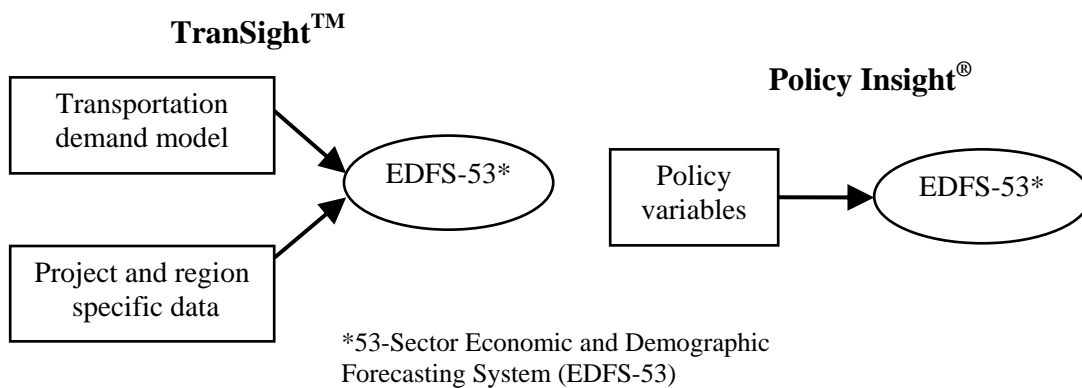 TranSight™
Transportation
demand model
EDFS-53*
Project and region
specific data
Policy Insight®
Policy
variables
EDFS-53*
*53-Sector Economic and Demographic
Forecasting System (EDFS-53)